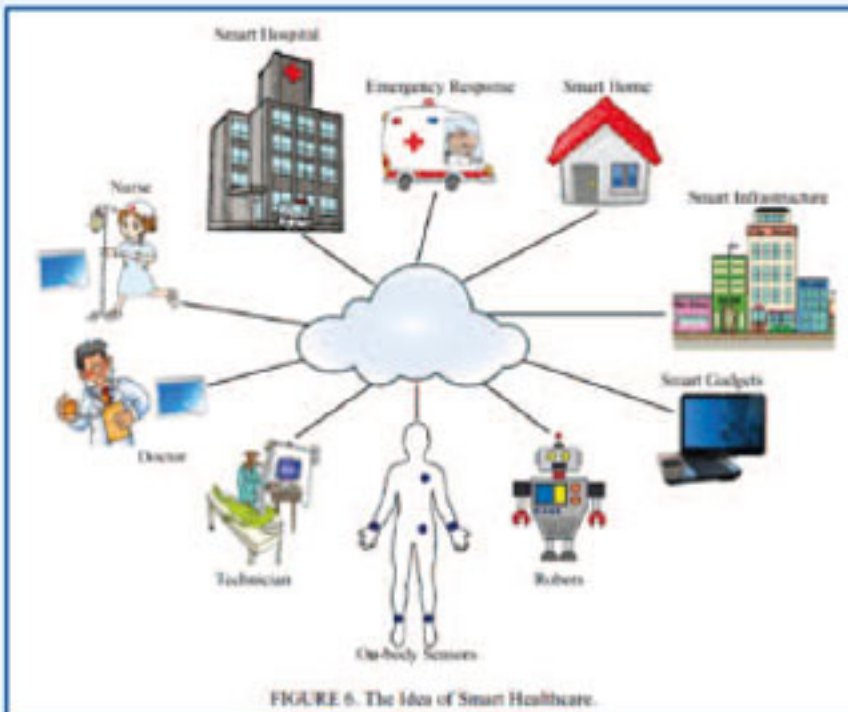 Smart Hospital
Emergency Response
Smart Home
Nurse
Smart Infrastructure
Smart Gadgets
Doctor
Technician
Robots
On-body Sensors
FIGURE 6. The Idea of Smart Healthcare.